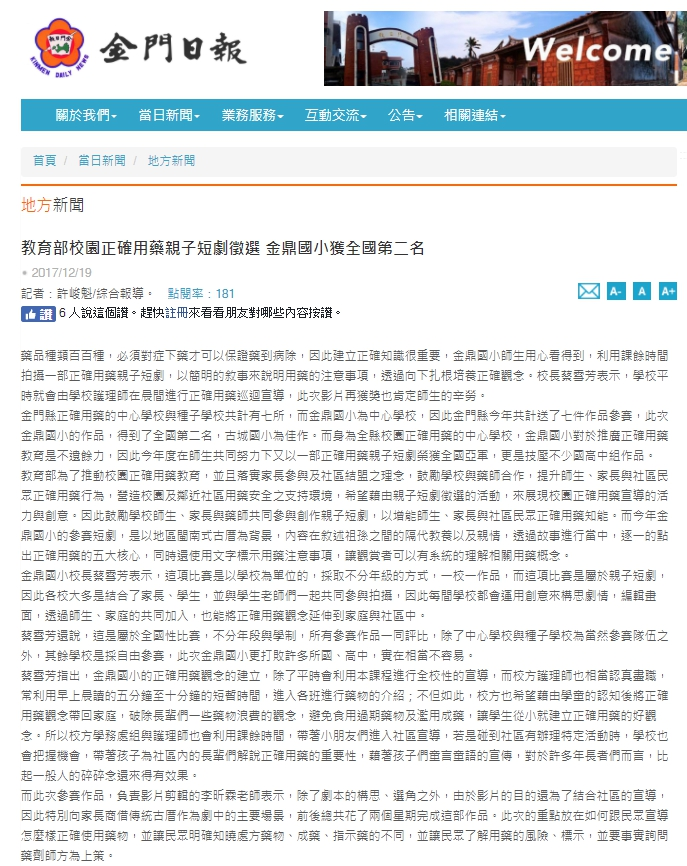 金門日報
KINMEN DAILY NEWS
Welcome
關於我們 當日新聞 業務服務 互動交流 公告 相關連結
首頁 / 當日新聞 / 地方新聞
地方新聞
教育部校園正確用藥親子短劇徵選 金鼎國小獲全國第二名
2017/12/19
記者：許峻魁/綜合報導。 點閱率：181
A- A A+
讚 6 人說這個讚。趕快註冊來看看朋友對哪些內容按讚。
藥品種類百百種，必須對症下藥才可以保證藥到病除，因此建立正確知識很重要，金鼎國小師生用心看得到，利用課餘時間
拍攝一部正確用藥親子短劇，以簡明的敘事來說明用藥的注意事項，透過向下扎根培養正確觀念。校長蔡雪芳表示，學校平
時就會由學校護理師在晨間進行正確用藥巡迴宣導，此次影片再獲獎也肯定師生的辛勞。
金門縣正確用藥的中心學校與種子學校共計有七所，而金鼎國小為中心學校，因此金門縣今年共計送了七件作品參賽，此次
金鼎國小的作品，得到了全國第二名，古城國小為佳作。而身為全縣校園正確用藥的中心學校，金鼎國小對於推廣正確用藥
教育是不遺餘力，因此今年度在師生共同努力下又以一部正確用藥親子短劇榮獲全國亞軍，更是技壓不少國高中組作品。
教育部為了推動校園正確用藥教育，並且落實家長參與及社區結盟之理念，鼓勵學校與藥師合作，提升師生、家長與社區民
眾正確用藥行為，營造校園及鄰近社區用藥安全之支持環境，希望藉由親子短劇徵選的活動，來展現校園正確用藥宣導的活
力與創意。因此鼓勵學校師生、家長與藥師共同參與創作親子短劇，以增能師生、家長與社區民眾正確用藥知能。而今年金
鼎國小的參賽短劇，是以地區閩南式古厝為背景，內容在敘述祖孫之間的隔代教養以及親情，透過故事進行當中，逐一的點
出正確用藥的五大核心，同時還使用文字標示用藥注意事項，讓觀賞者可以有系統的理解相關用藥概念。
金鼎國小校長蔡雪芳表示，這項比賽是以學校為單位的，採取不分年級的方式，一校一作品，而這項比賽是屬於親子短劇，
因此各校大多是結合了家長、學生，並與學生老師們一起共同參與拍攝，因此每間學校都會運用創意來構思劇情，編輯畫
面，透過師生、家庭的共同加入，也能將正確用藥觀念延伸到家庭與社區中。
蔡雪芳還說，這是屬於全國性比賽，不分年段與學制，所有參賽作品一同評比，除了中心學校與種子學校為當然參賽隊伍之
外，其餘學校是採自由參賽，此次金鼎國小更打敗許多所國、高中，實在相當不容易。
蔡雪芳指出，金鼎國小的正確用藥觀念的建立，除了平時會利用本課程進行全校性的宣導，而校方護理師也相當認真盡職，
常利用早上晨讀的五分鐘至十分鐘的短暫時間，進入各班進行藥物的介紹；不但如此，校方也希望藉由學童的認知後將正確
用藥觀念帶回家庭，破除長輩們一些藥物浪費的觀念，避免食用過期藥物及濫用成藥，讓學生從小就建立正確用藥的好觀
念。所以校方學務處組與護理師也會利用課餘時間，帶著小朋友們進入社區宣導，若是碰到社區有辦理特定活動時，學校也
會把握機會，帶著孩子為社區內的長輩們解說正確用藥的重要性，藉著孩子們童言童語的宣傳，對於許多年長者們而言，比
起一般人的碎碎念還來得有效果。
而此次參賽作品，負責影片剪輯的李昕霖老師表示，除了劇本的構思、選角之外，由於影片的目的還為了結合社區的宣導，
因此特別向家長商借傳統古厝作為劇中的主要場景，前後總共花了兩個星期完成這部作品。此次的重點放在如何跟民眾宣導
怎麼樣正確使用藥物，並讓民眾明確知曉處方藥物、成藥、指示藥的不同，並讓民眾了解用藥的風險、標示，並要事實詢問
藥劑師方為上策。